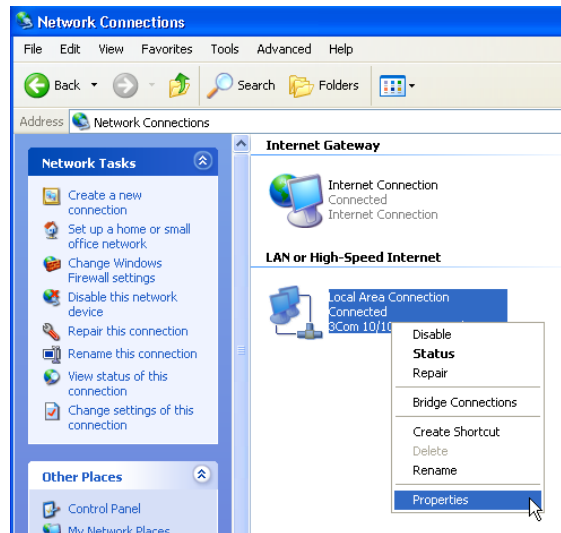 Network Connections
File Edit View Favorites Tools Advanced Help
Back Search Folders
Address Network Connections
Network Tasks
Create a new
connection
Set up a home or small
office network
Change Windows
Firewall settings
Disable this network
device
Repair this connection
Rename this connection
View status of this
connection
Change settings of this
connection
Other Places
Control Panel
My Network Places
Internet Gateway
Internet Connection
Connected
Internet Connection
LAN or High-Speed Internet
Local Area Connection
Connected
3Com
Disable
Status
Repair
Bridge Connections
Create Shortcut
Delete
Rename
Properties